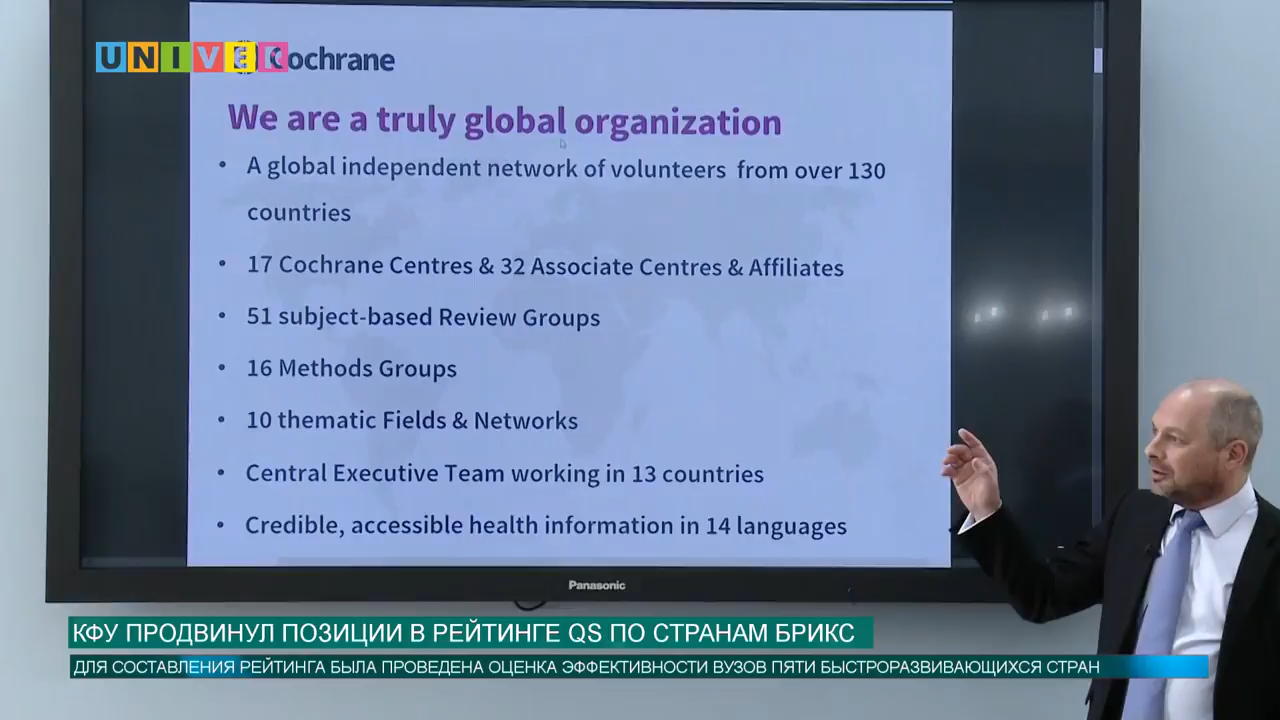 UNIVER
Cochrane
We are a truly global organization
• A global independent network of volunteers from over 130
countries
• 17 Cochrane Centres & 32 Associate Centres & Affiliates
• 51 subject-based Review Groups
• 16 Methods Groups
• 10 thematic Fields & Networks
• Central Executive Team working in 13 countries
• Credible, accessible health information in 14 languages
Panasonic
КФУ ПРОДВИНУЛ ПОЗИЦИИ В РЕЙТИНГЕ QS ПО СТРАНАМ БРИКС
ДЛЯ СОСТАВЛЕНИЯ РЕЙТИНГА БЫЛА ПРОВЕДЕНА ОЦЕНКА ЭФФЕКТИВНОСТИ ВУЗОВ ПЯТИ БЫСТРОРАЗВИВАЮЩИХСЯ СТРАН